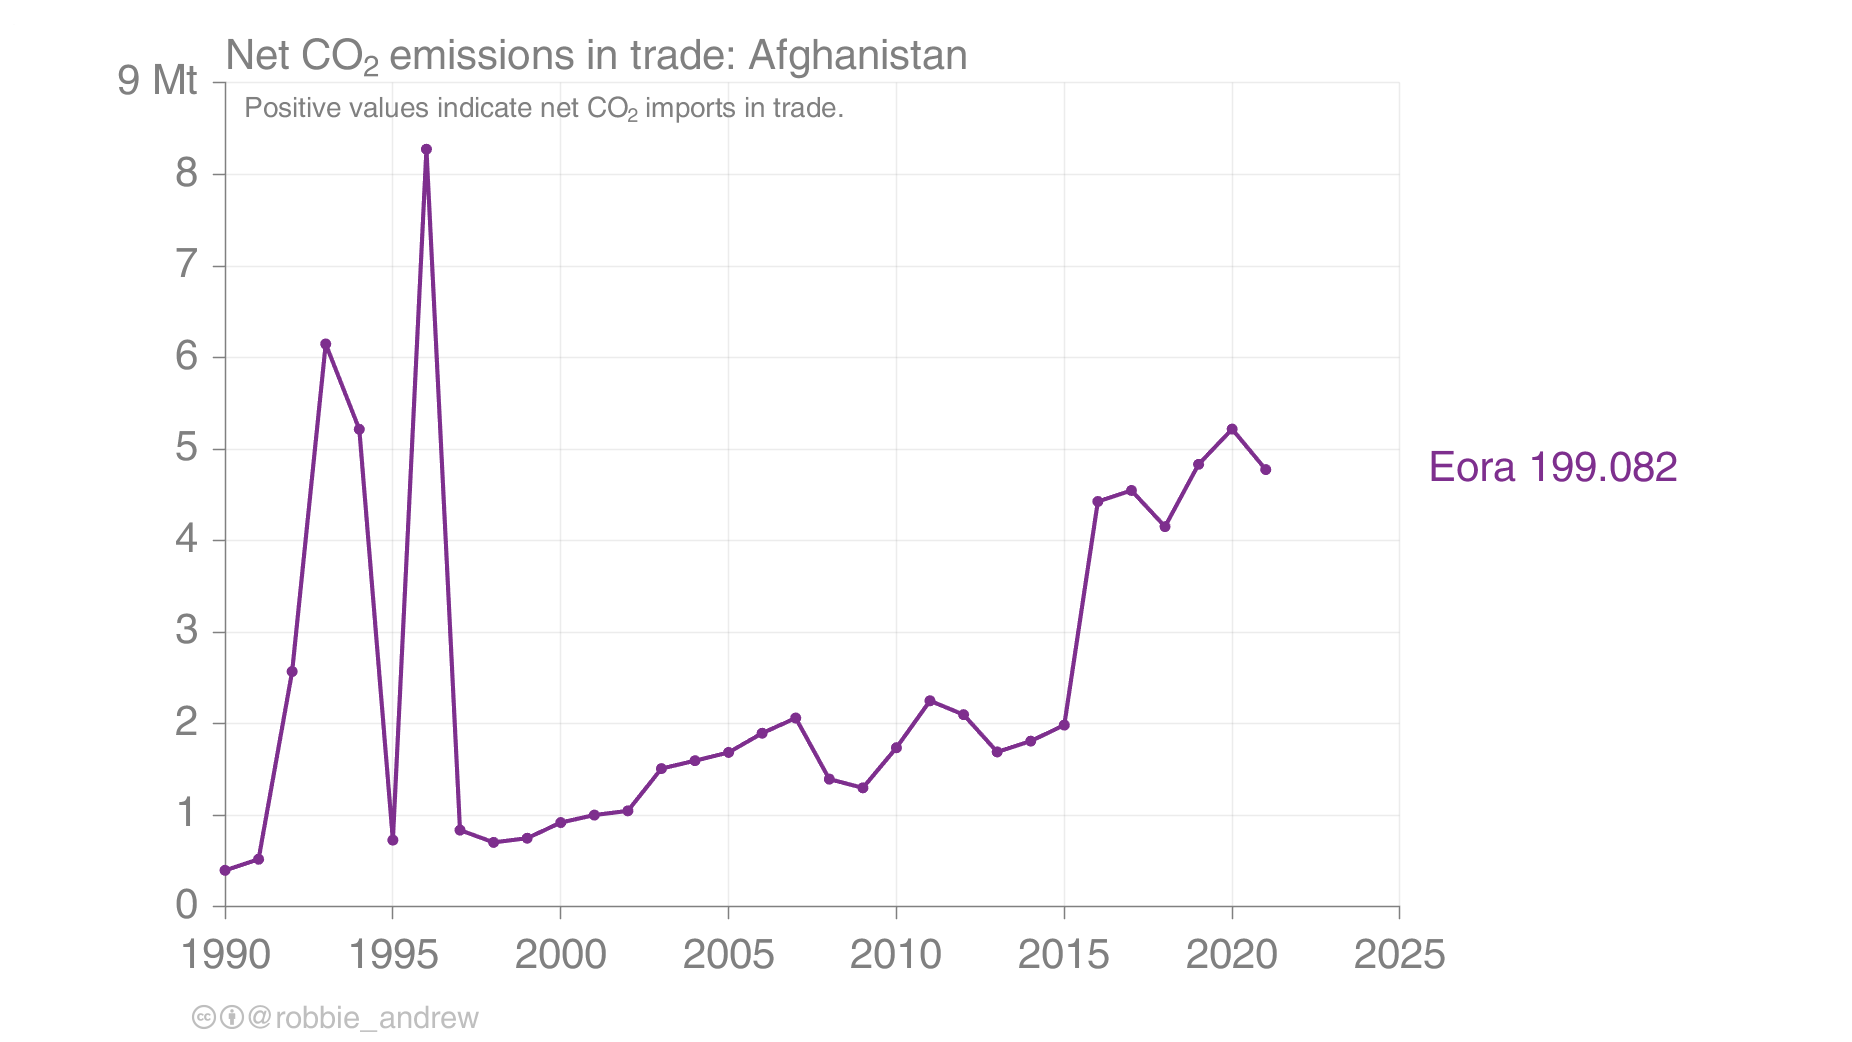 Net CO₂ emissions in trade: Afghanistan
9 Mt
Positive values indicate net CO₂ imports in trade.
8
7
6
5
4
3
2
1
0
Eora 199.082
1990 1995 2000 2005 2010 2015 2020 2025
@robbie_andrew